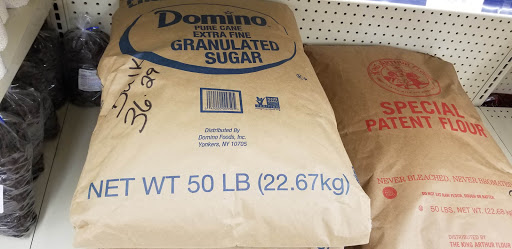 Domino
PURE CANE
EXTRA FINE
GRANULATED
SUGAR
36.29
Distributed By
Domino Foods, Inc.
Yonkers, NY 10705
NET WT 50 LB (22.67kg)
SPECIAL
PATENT FLOUR
NEVER BLEACHED, NEVER BROMATED
50 LBS. NET WT. (22.68
DISTRIBUTED BY
THE KING ARTHUR FLOUR